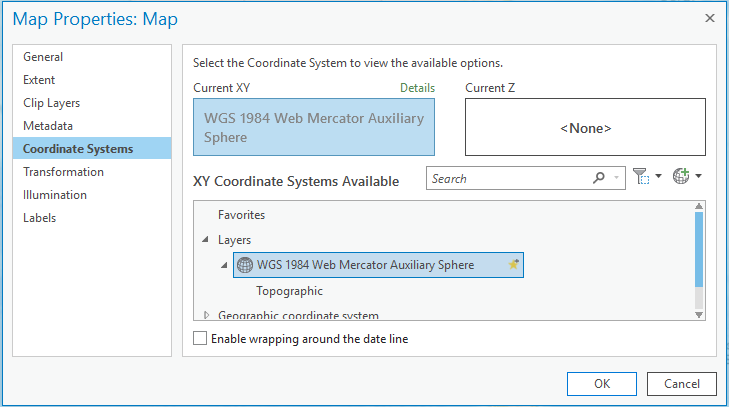 Map Properties: Map
General
Extent
Clip Layers
Metadata
Coordinate Systems
Transformation
Illumination
Labels
Select the Coordinate System to view the available options.
Current XY
Details
Current Z
WGS 1984 Web Mercator Auxiliary
Sphere
<None>
XY Coordinate Systems Available
Search
Favorites
Layers
WGS 1984 Web Mercator Auxiliary Sphere
Topographic
Geographic coordinate system
Enable wrapping around the date line
OK
Cancel